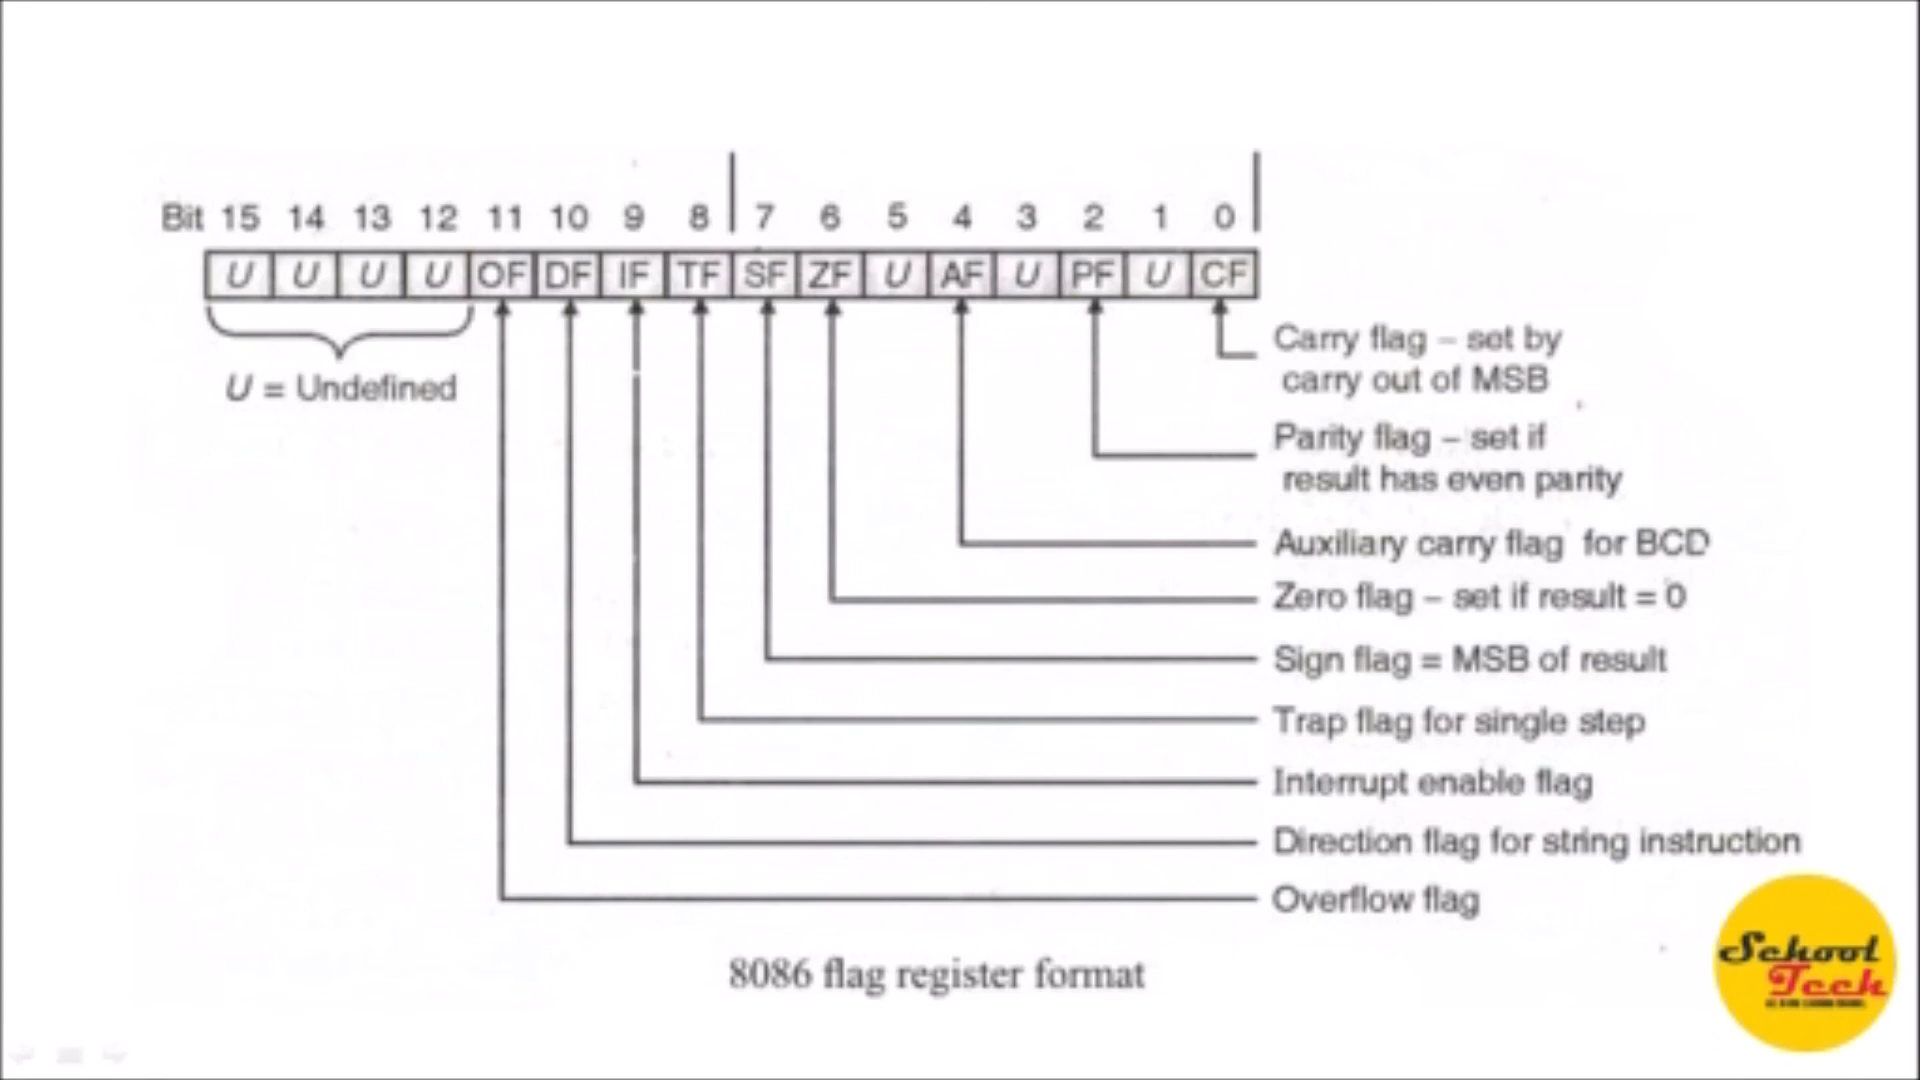 Bit 15 14 13 12 11 10 9 8 7 6 5 4 3 2 1 0
U U U U OF DF IF TF SF ZF U AF U PF U CF
U = Undefined
Carry flag – set by
carry out of MSB
Parity flag – set if
result has even parity
Auxiliary carry flag for BCD
Zero flag – set if result = 0
Sign flag = MSB of result
Trap flag for single step
Interrupt enable flag
Direction flag for string instruction
Overflow flag
8086 flag register format
School
Teck